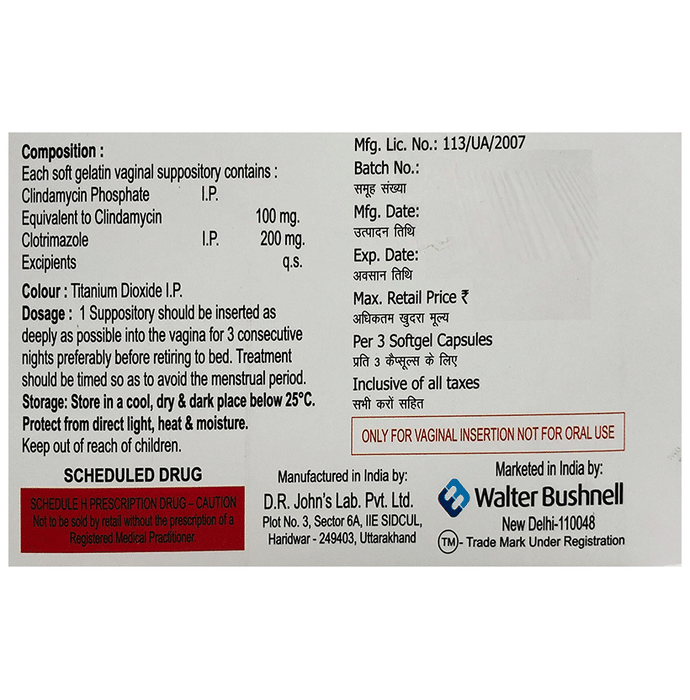 Composition :
Each soft gelatin vaginal suppository contains :
Clindamycin Phosphate I.P.
Equivalent to Clindamycin 100 mg.
Clotrimazole I.P. 200 mg.
Excipients q.s.
Colour : Titanium Dioxide I.P.
Dosage : 1 Suppository should be inserted as
deeply as possible into the vagina for 3 consecutive
nights preferably before retiring to bed. Treatment
should be timed so as to avoid the menstrual period.
Storage: Store in a cool, dry & dark place below 25°C.
Protect from direct light, heat & moisture.
Keep out of reach of children.
SCHEDULED DRUG
SCHEDULE H PRESCRIPTION DRUG – CAUTION
Not to be sold by retail without the prescription of a
Registered Medical Practitioner.
Mfg. Lic. No.: 113/UA/2007
Batch No.:
समूह संख्या
Mfg. Date:
उत्पादन तिथि
Exp. Date:
अवसान तिथि
Max. Retail Price ₹
अधिकतम खुदरा मूल्य
Per 3 Softgel Capsules
प्रति 3 कैप्सूल्स के लिए
Inclusive of all taxes
सभी करों सहित
ONLY FOR VAGINAL INSERTION NOT FOR ORAL USE
Manufactured in India by:
D.R. John's Lab. Pvt. Ltd.
Plot No. 3, Sector 6A, IIE SIDCUL,
Haridwar - 249403, Uttarakhand
Marketed in India by:
Walter Bushnell
New Delhi-110048
TM - Trade Mark Under Registration